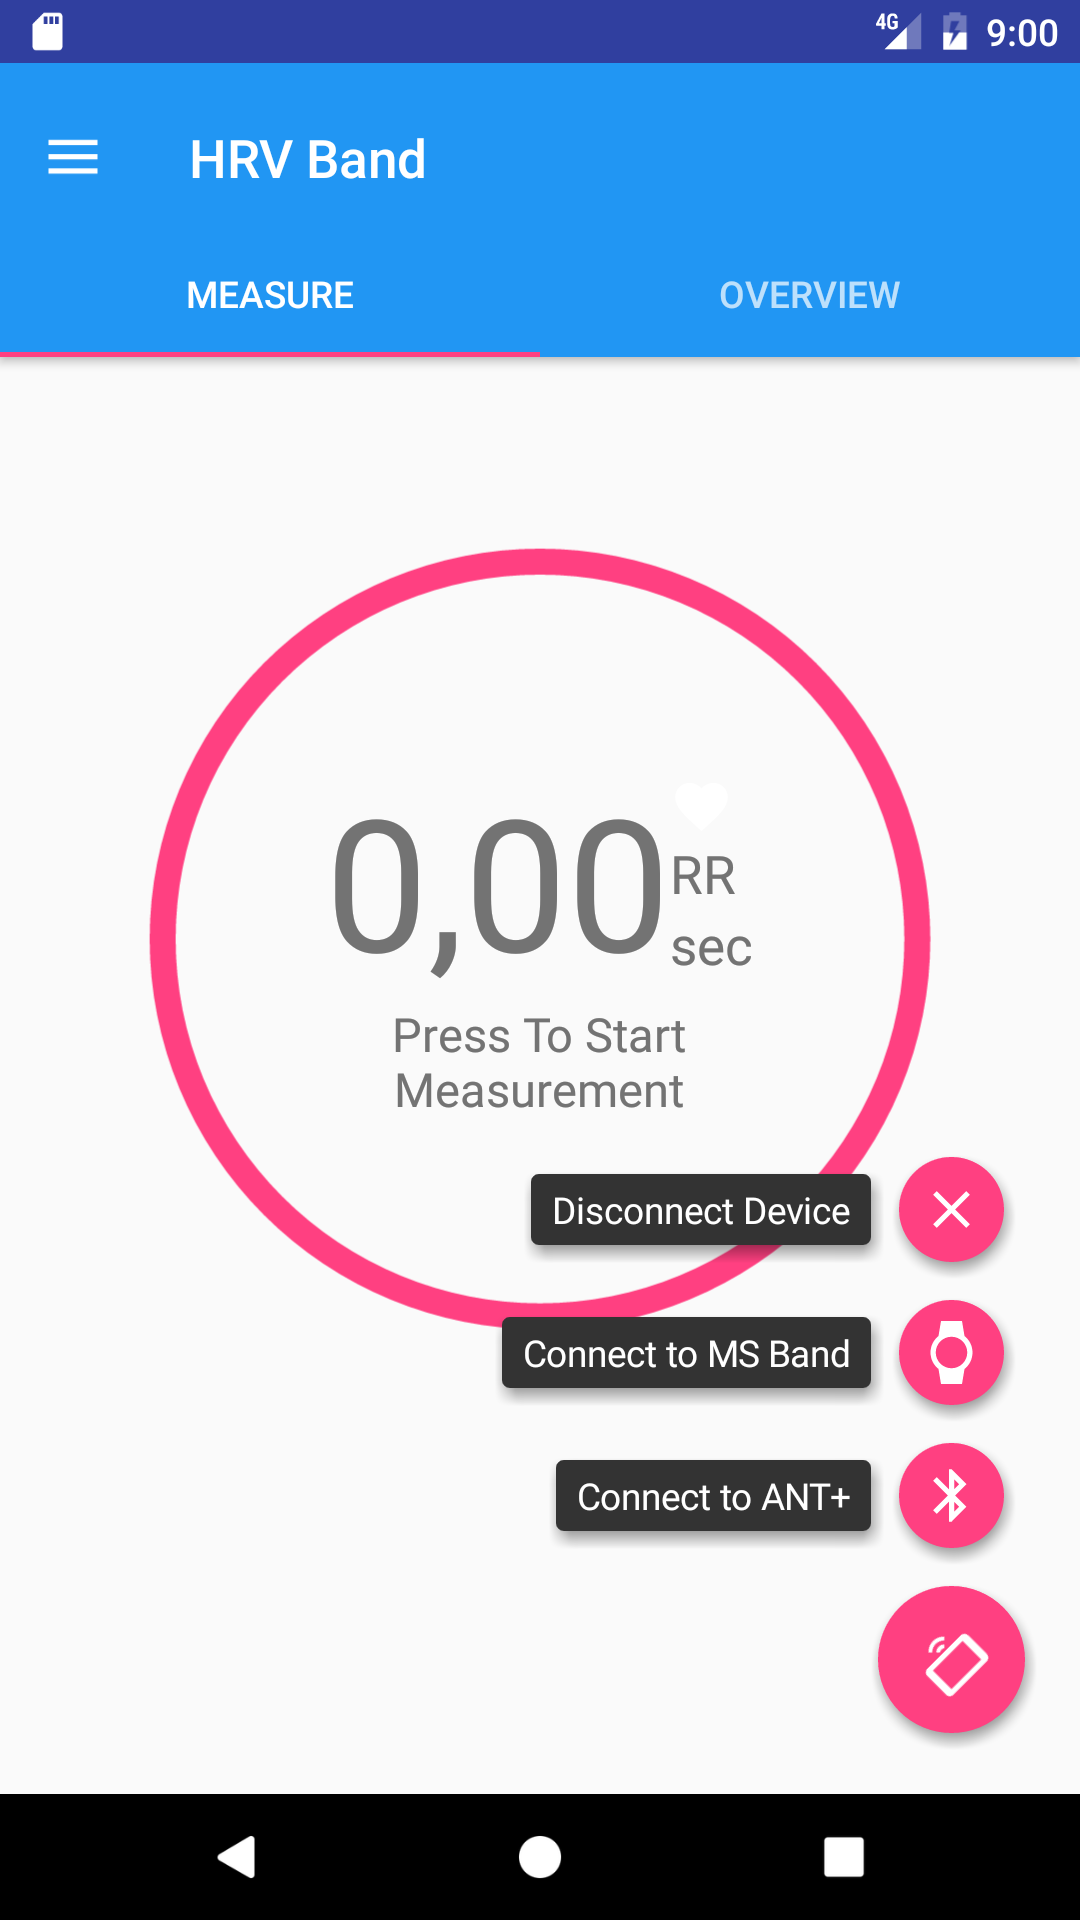 4G 9:00
HRV Band
MEASURE OVERVIEW
0,00 RR
sec
Press To Start
Measurement
Disconnect Device
Connect to MS Band
Connect to ANT+